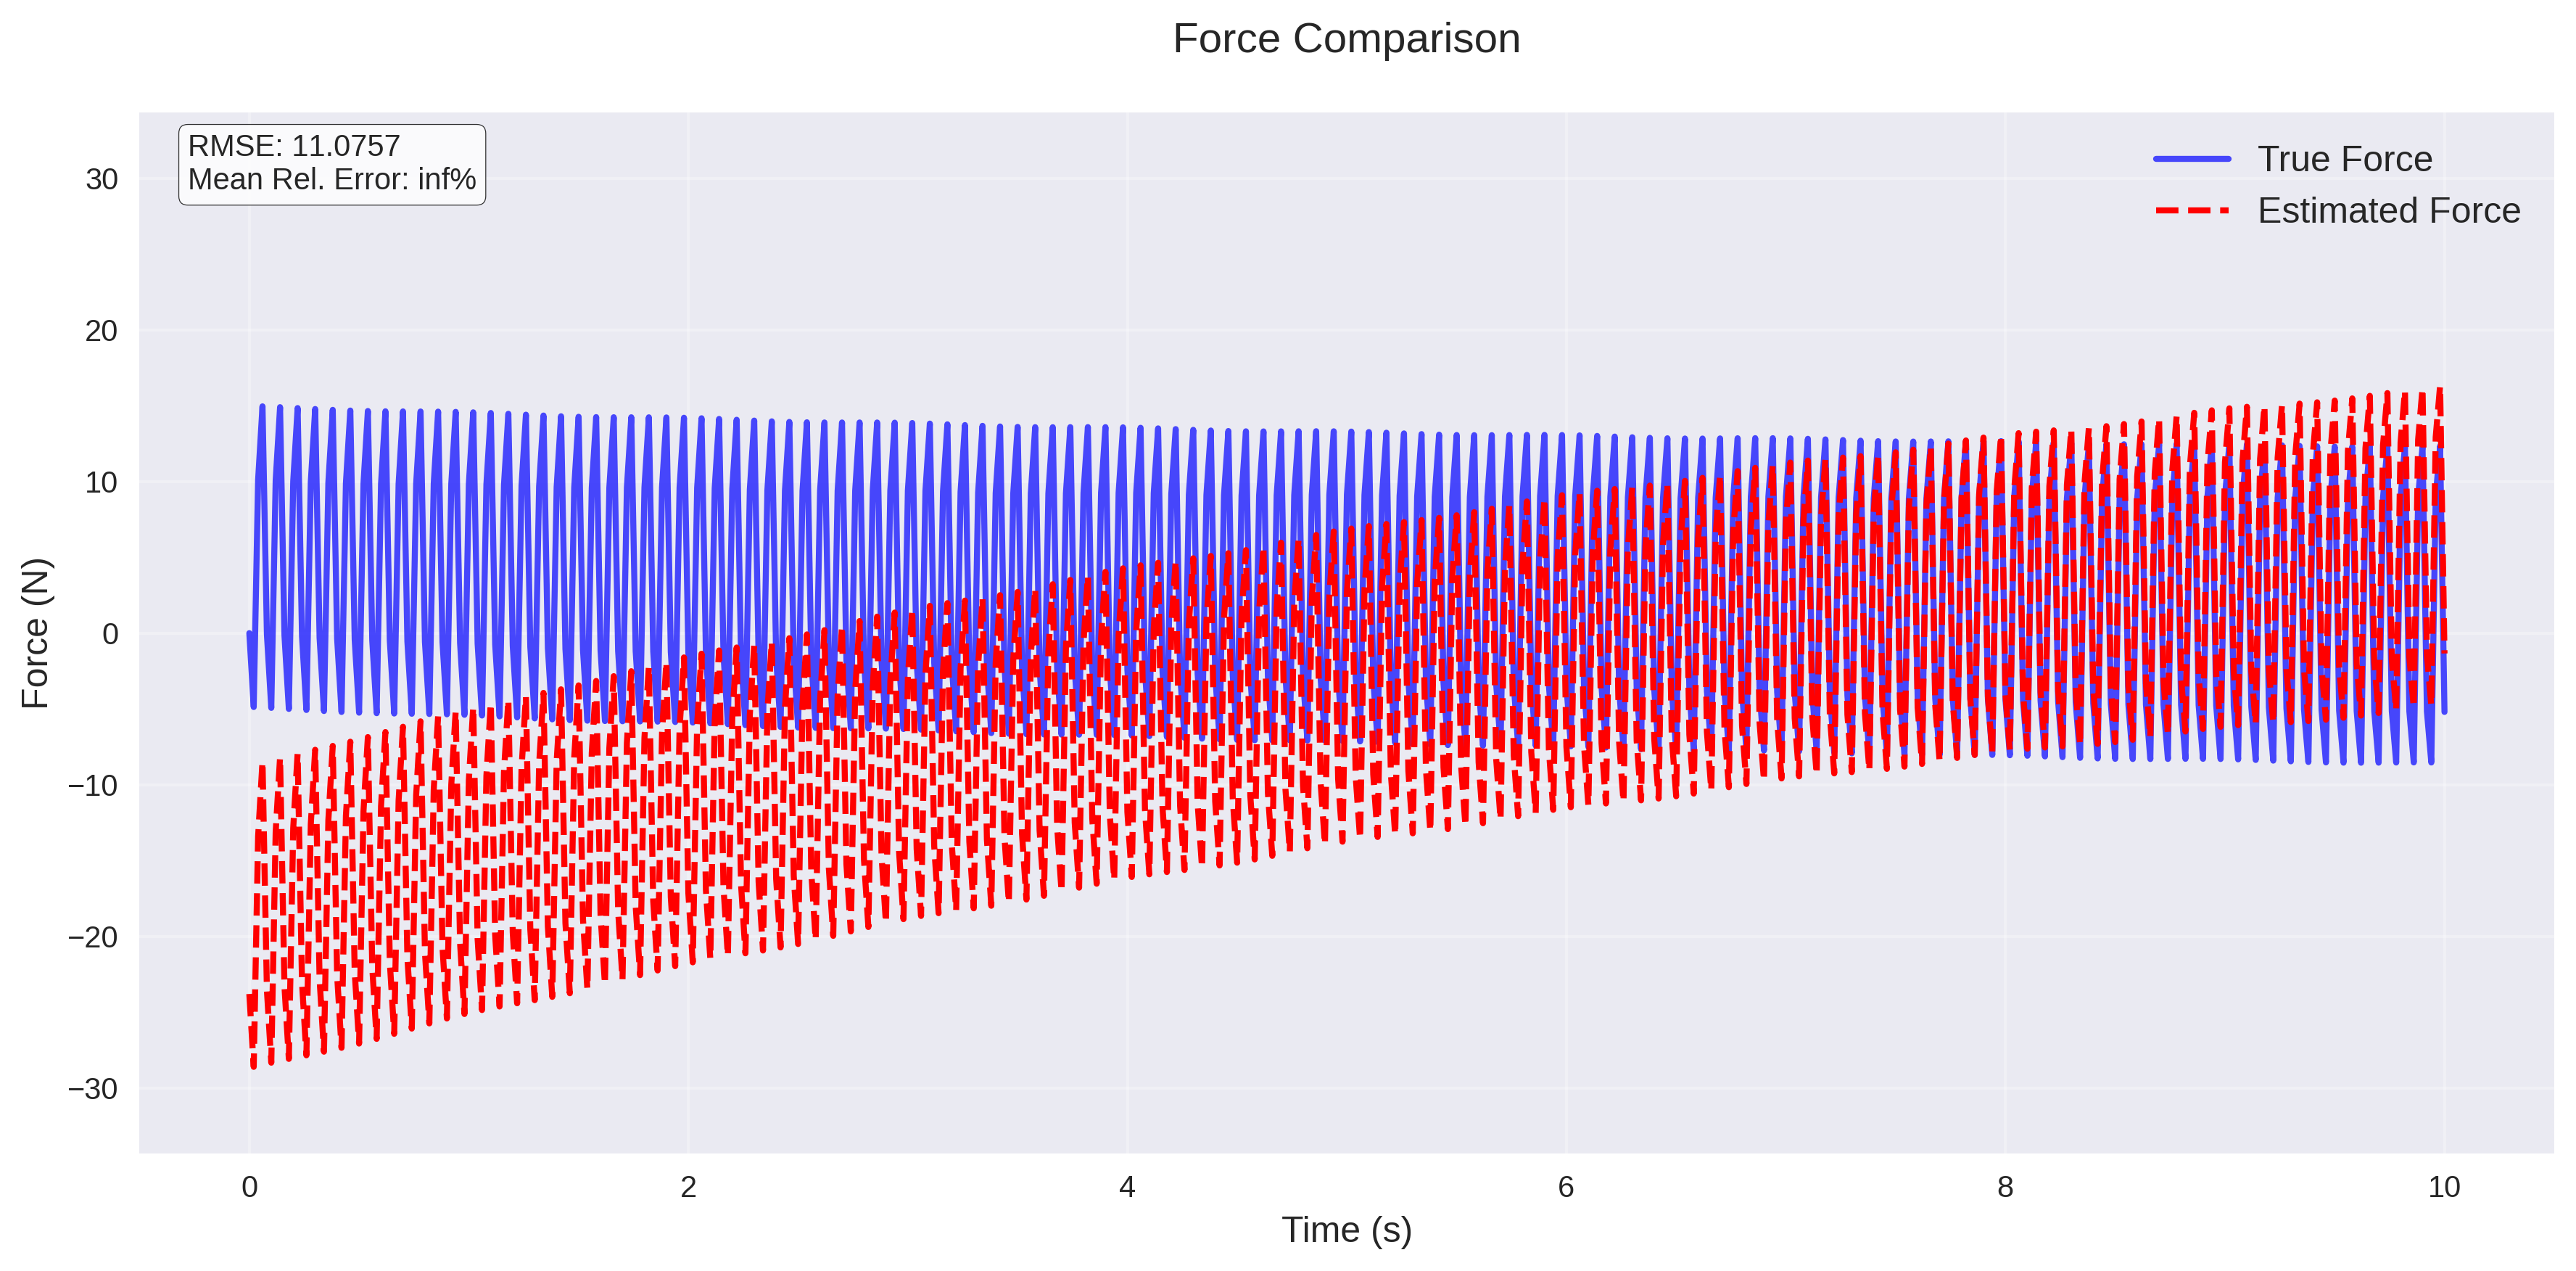 Force Comparison
RMSE: 11.0757
Mean Rel. Error: inf%
True Force
Estimated Force
30
20
10
0
−10
−20
−30
Force (N)
0 2 4 6 8 10
Time (s)